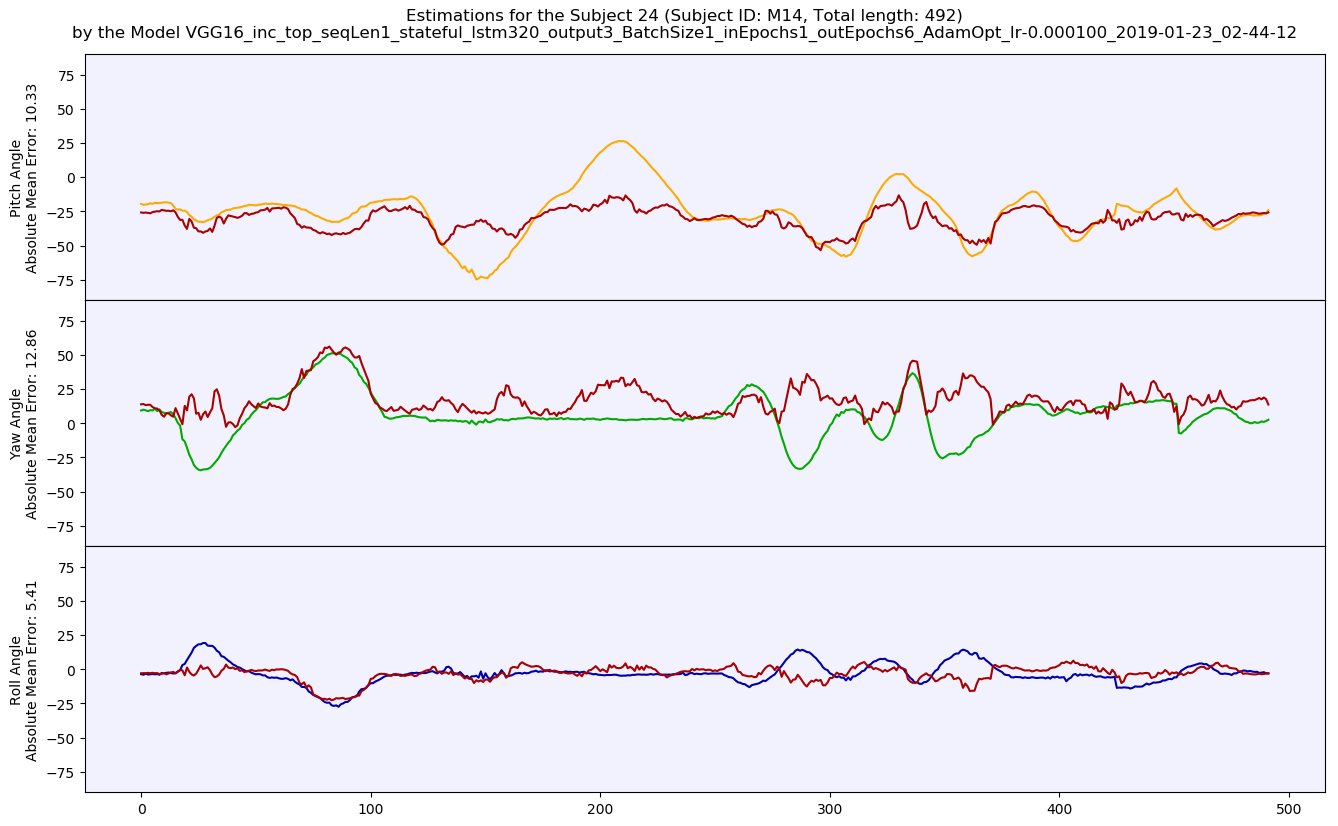 Estimations for the Subject 24 (Subject ID: M14, Total length: 492)
by the Model VGG16_inc_top_seqLen1_stateful_lstm320_output3_BatchSize1_inEpochs1_outEpochs6_AdamOpt_lr-0.000100_2019-01-23_02-44-12
Pitch Angle
Absolute Mean Error: 10.33
75
50
25
0
−25
−50
−75
Yaw Angle
Absolute Mean Error: 12.86
75
50
25
0
−25
−50
−75
Roll Angle
Absolute Mean Error: 5.41
75
50
25
0
−25
−50
−75
0 100 200 300 400 500